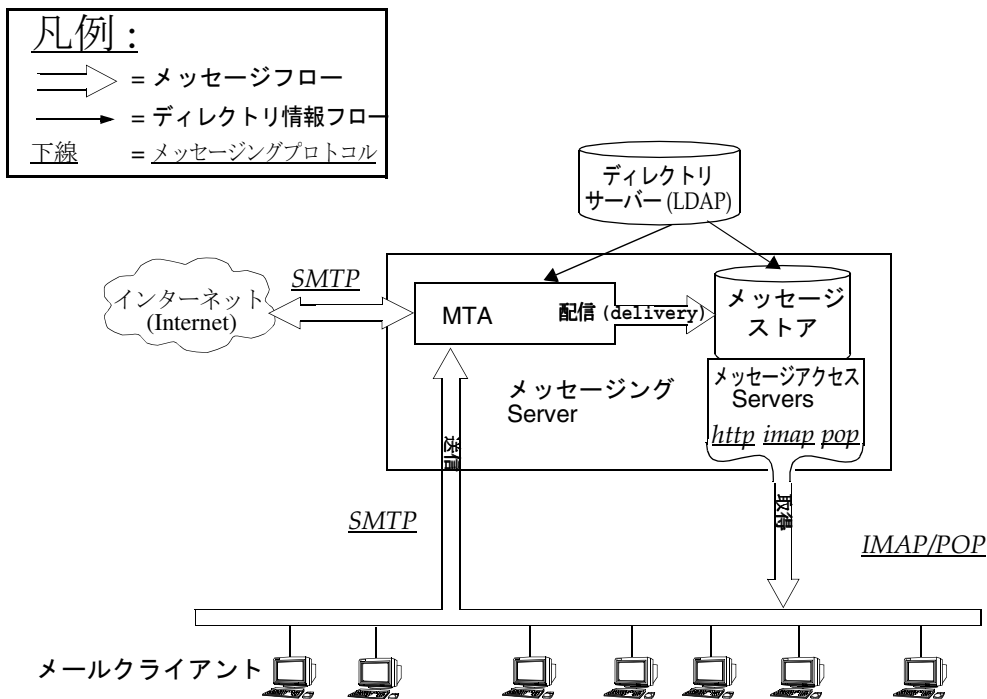 凡例 :
= メッセージフロー
= ディレクトリ情報フロー
下線 = メッセージングプロトコル
ディレクトリ
サーバー (LDAP)
SMTP
インターネット
(Internet)
MTA
配信 (delivery)
メッセージ
ストア
メッセージング
Server
メッセージアクセス
Servers
http imap pop
送信
取得
SMTP
IMAP/POP
メールクライアント